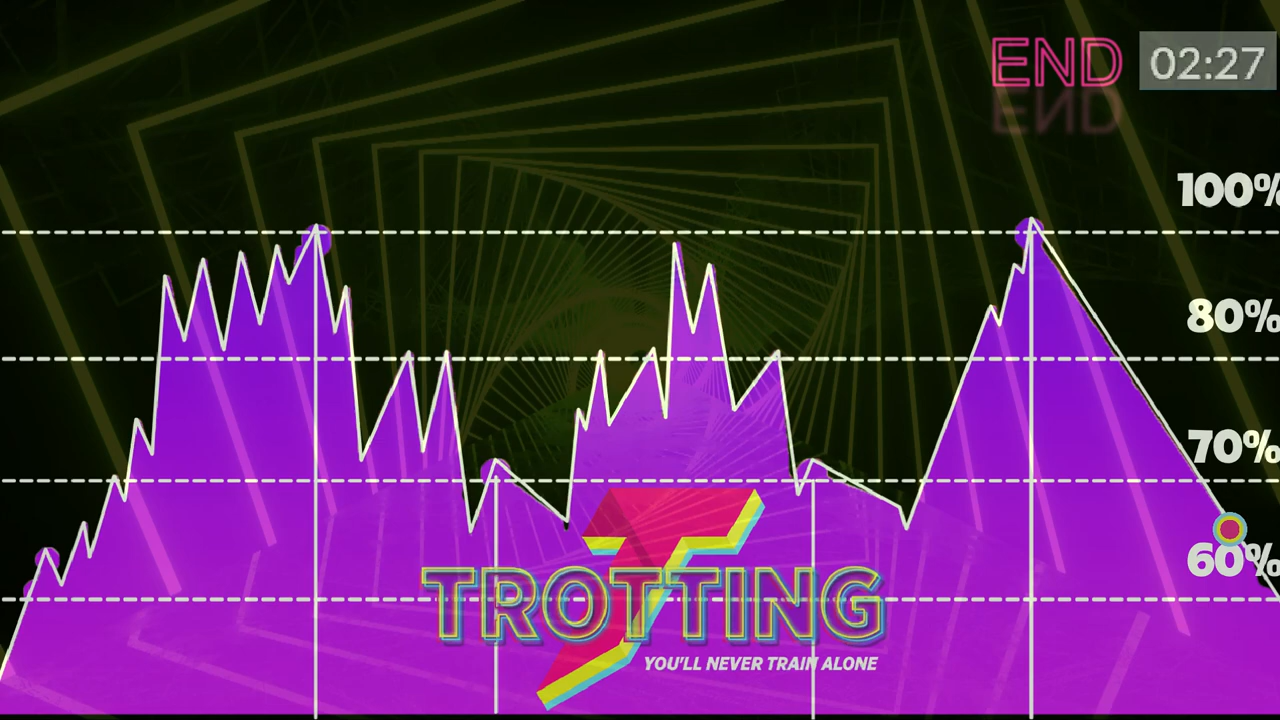 END 02:27
100%
80%
70%
60%
TROTTING
YOU'LL NEVER TRAIN ALONE